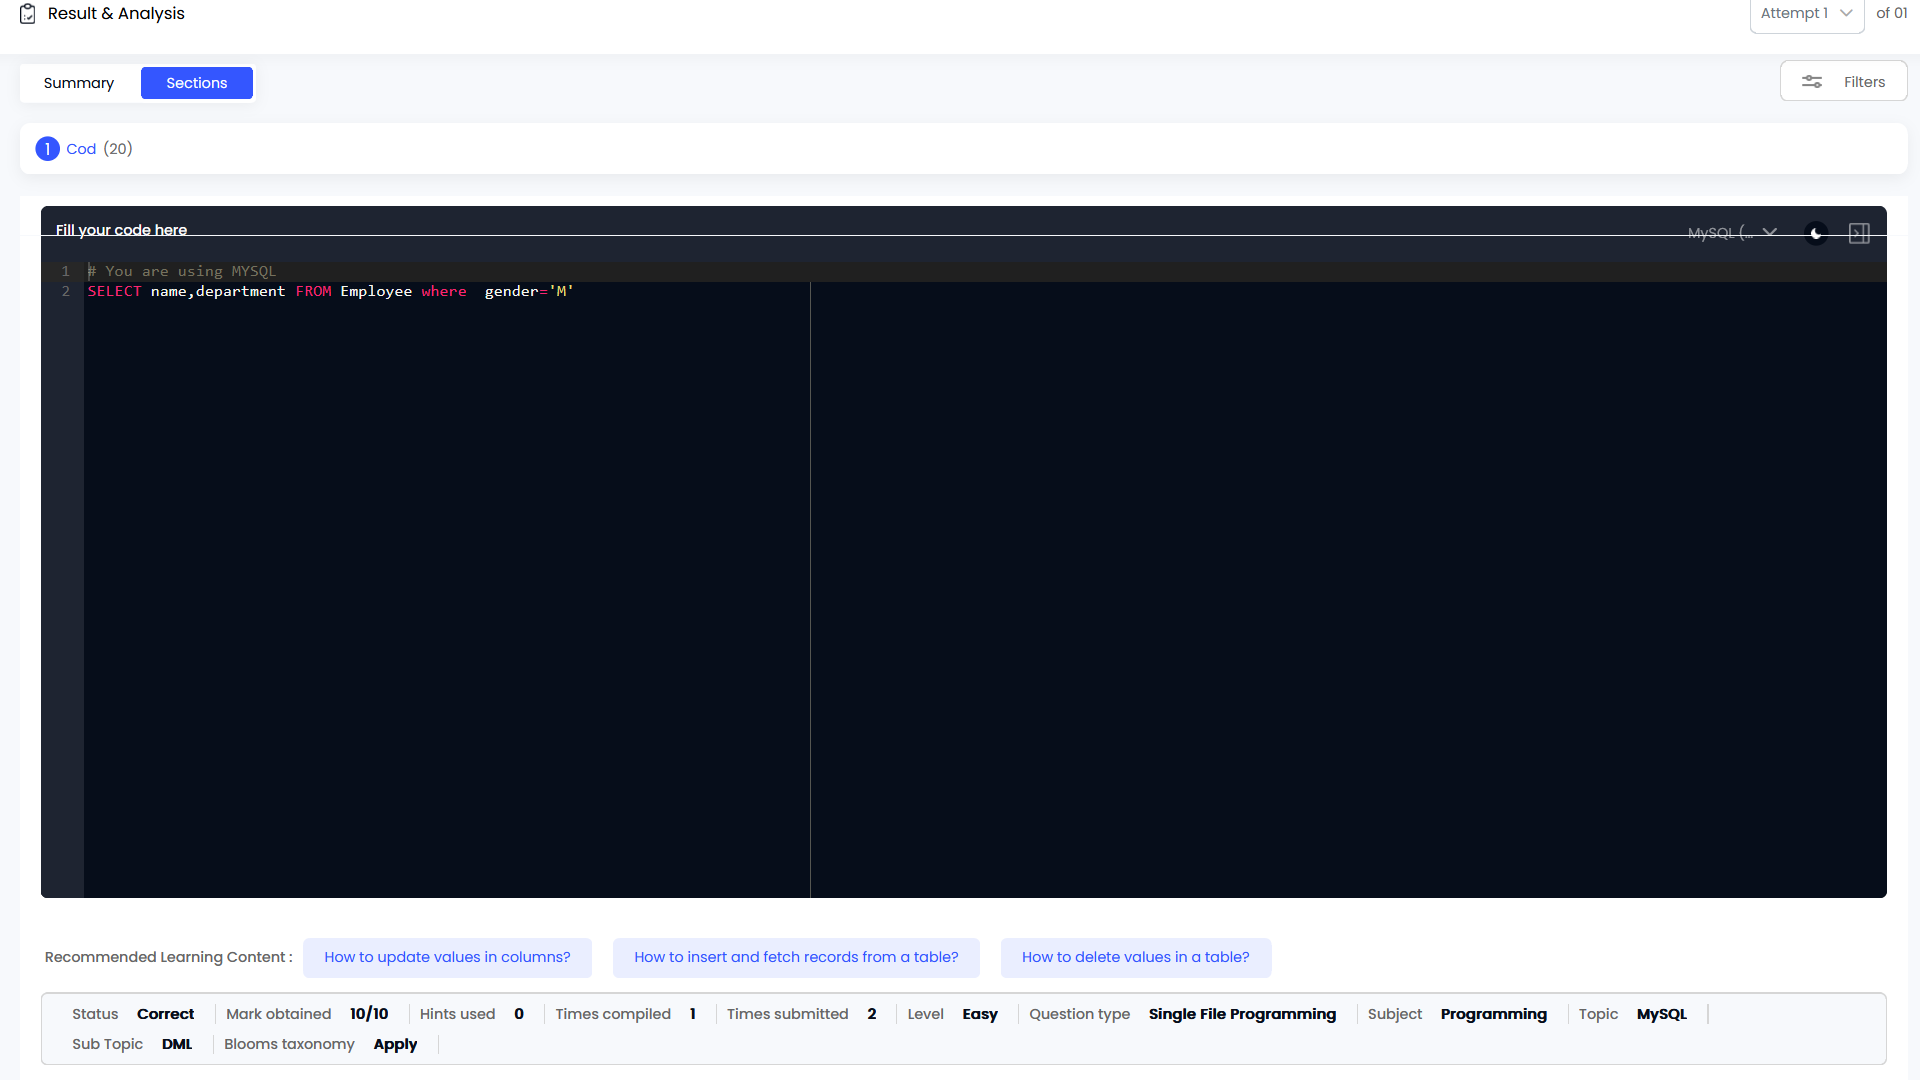 Result & Analysis
Attempt 1 of 01
Summary Sections Filters
1 Cod (20)
Fill your code here MySQL (...
1 # You are using MYSQL
2 SELECT name,department FROM Employee where  gender='M'
Recommended Learning Content : How to update values in columns? How to insert and fetch records from a table? How to delete values in a table?
Status Correct Mark obtained 10/10 Hints used 0 Times compiled 1 Times submitted 2 Level Easy Question type Single File Programming Subject Programming Topic MySQL
Sub Topic DML Blooms taxonomy Apply